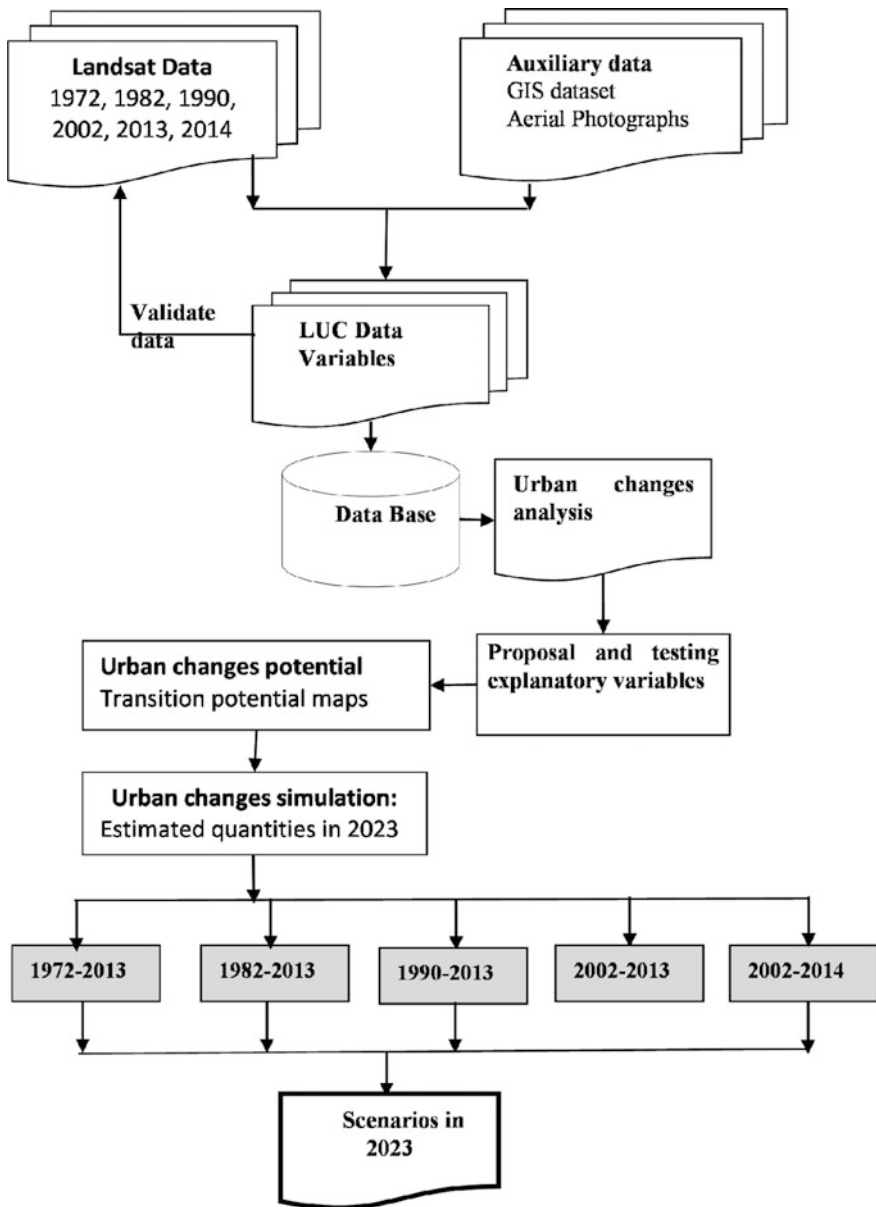 Landsat Data
1972, 1982, 1990,
2002, 2013, 2014
Auxiliary data
GIS dataset
Aerial Photographs
Validate
data
LUC Data
Variables
Data Base
Urban changes
analysis
Proposal and testing
explanatory variables
Urban changes potential
Transition potential maps
Urban changes simulation:
Estimated quantities in 2023
1972-2013
1982-2013
1990-2013
2002-2013
2002-2014
Scenarios in
2023